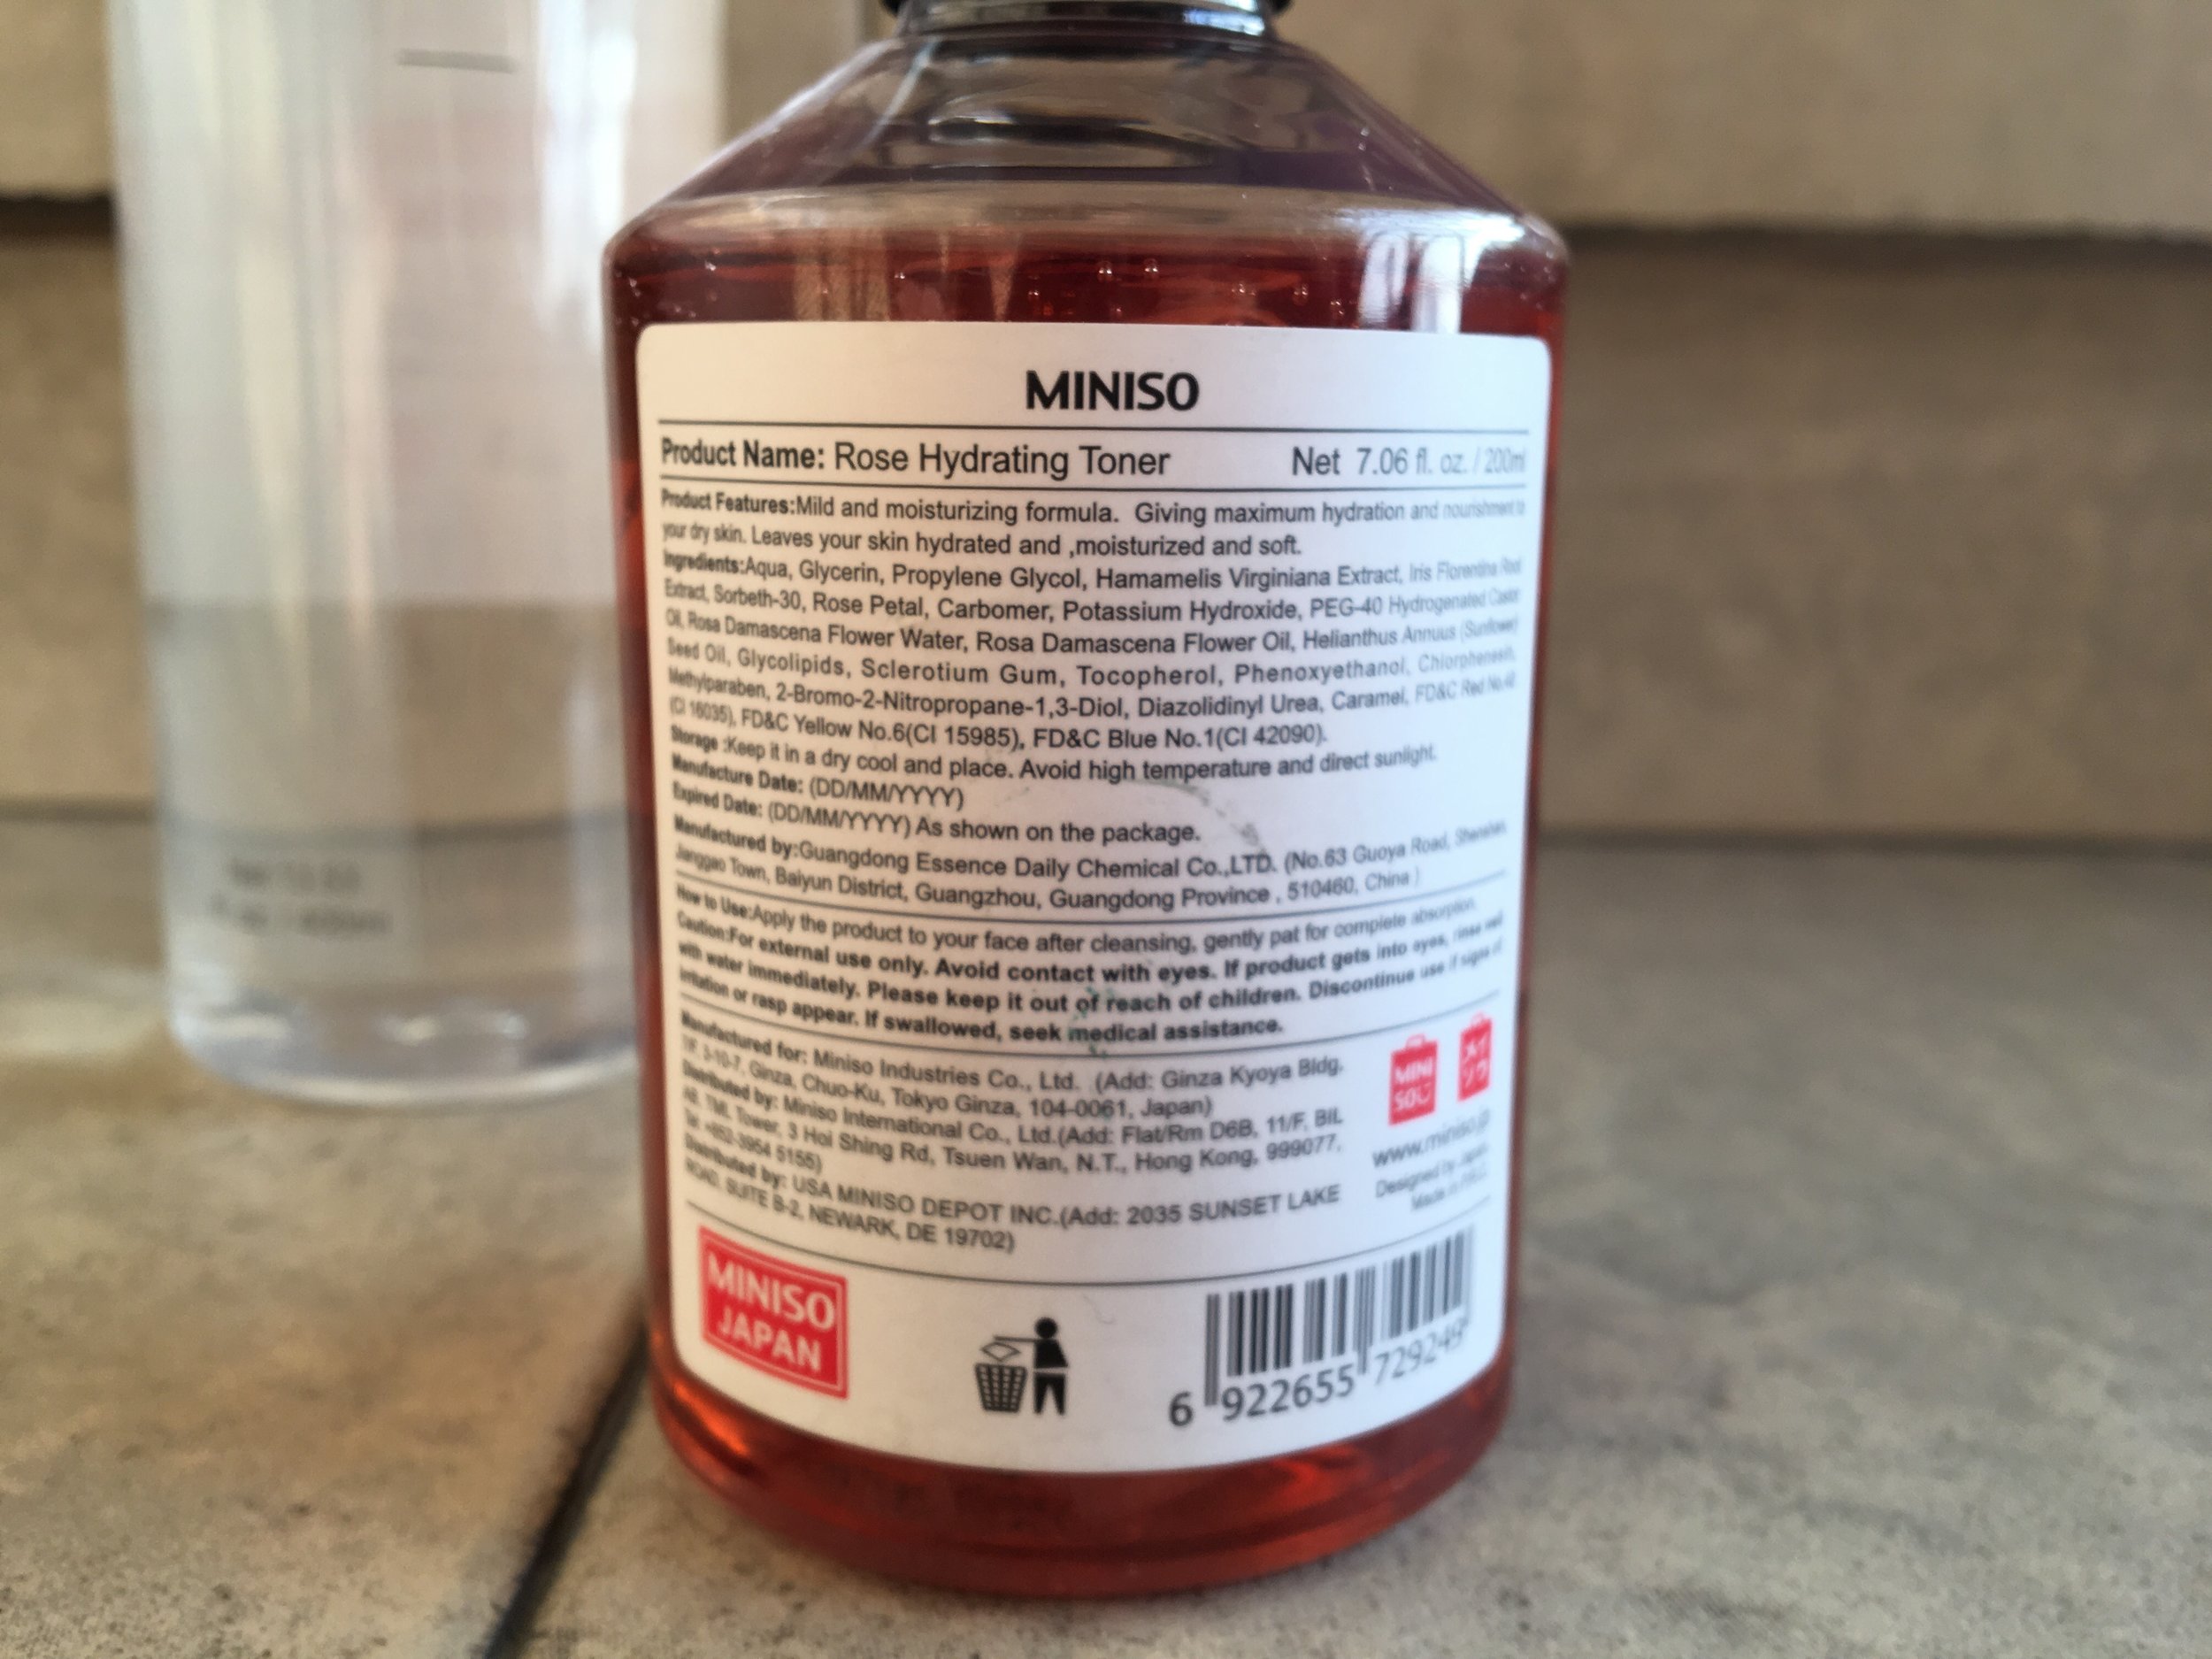 MINISO
Product Name: Rose Hydrating Toner Net 7.06 fl. oz. / 200ml
Product Features:Mild and moisturizing formula. Giving maximum hydration and nourishment to
your dry skin. Leaves your skin hydrated and ,moisturized and soft.
Ingredients:Aqua, Glycerin, Propylene Glycol, Hamamelis Virginiana Extract, Iris Florentina Root
Extract, Sorbeth-30, Rose Petal, Carbomer, Potassium Hydroxide, PEG-40 Hydrogenated Castor
Oil, Rosa Damascena Flower Water, Rosa Damascena Flower Oil, Helianthus Annuus (Sunflower)
Seed Oil, Glycolipids, Sclerotium Gum, Tocopherol, Phenoxyethanol, Chlorphenesin,
Methylparaben, 2-Bromo-2-Nitropropane-1,3-Diol, Diazolidinyl Urea, Caramel, FD&C Red No.40
(CI 16035), FD&C Yellow No.6(CI 15985), FD&C Blue No.1(CI 42090).
Storage :Keep it in a dry cool and place. Avoid high temperature and direct sunlight.
Manufacture Date: (DD/MM/YYYY)
Expired Date: (DD/MM/YYYY) As shown on the package.
Manufactured by:Guangdong Essence Daily Chemical Co.,LTD. (No.63 Guoya Road, Shenshan,
Jianggao Town, Baiyun District, Guangzhou, Guangdong Province , 510460, China )
How to Use:Apply the product to your face after cleansing, gently pat for complete absorption.
Caution:For external use only. Avoid contact with eyes. If product gets into eyes, rinse well
with water immediately. Please keep it out of reach of children. Discontinue use if signs of
irritation or rasp appear. If swallowed, seek medical assistance.
Manufactured for: Miniso Industries Co., Ltd. (Add: Ginza Kyoya Bldg.
7/F, 3-10-7, Ginza, Chuo-Ku, Tokyo Ginza, 104-0061, Japan)
Distributed by: Miniso International Co., Ltd.(Add: Flat/Rm D6B, 11/F, BIL
A8, TML Tower, 3 Hoi Shing Rd, Tsuen Wan, N.T., Hong Kong, 999077,
Tel: +852-3954 5155)
Distributed by: USA MINISO DEPOT INC.(Add: 2035 SUNSET LAKE
ROAD, SUITE B-2, NEWARK, DE 19702)
MINI
SO
メイ
ソウ
www.miniso.jp
Designed by Japan
Made in P.R.C.
MINISO
JAPAN
6 922655 729249